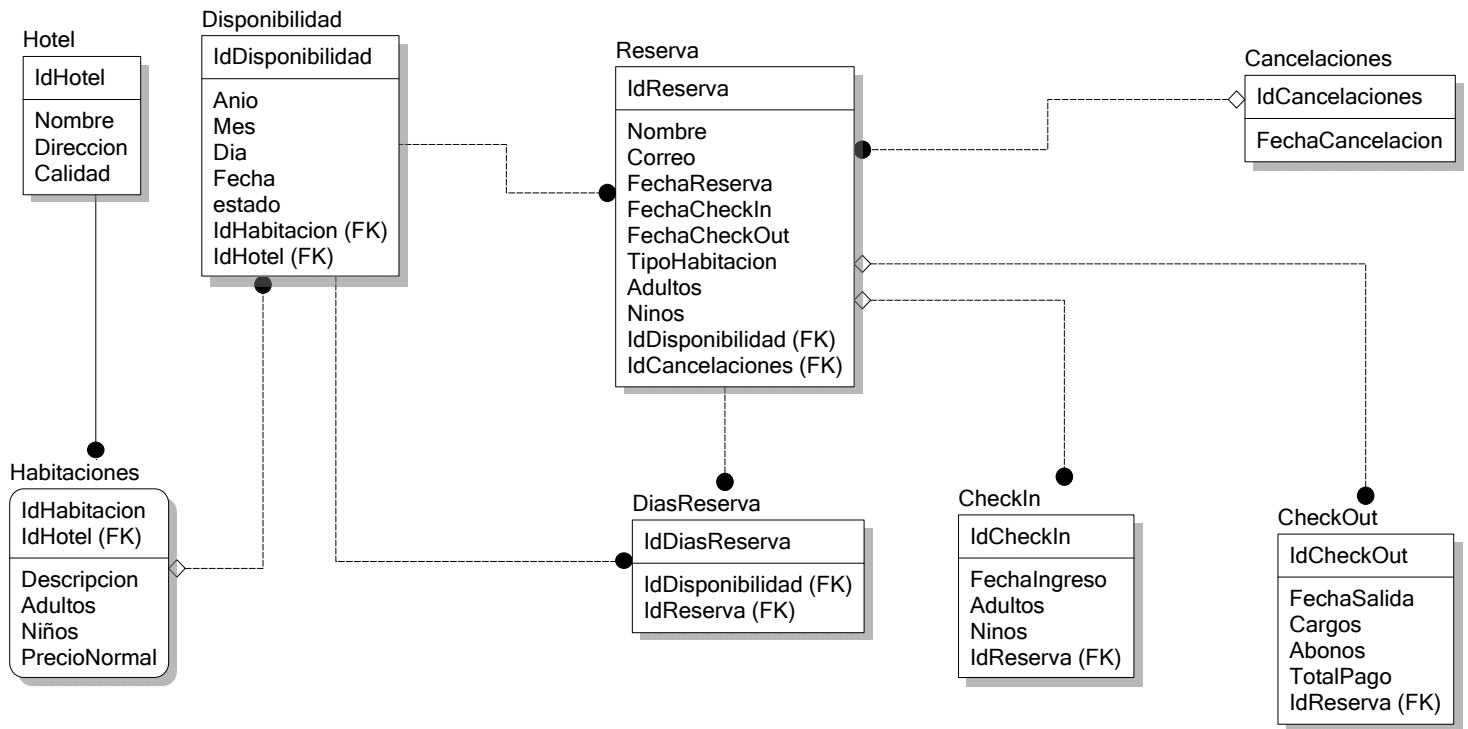 Hotel
IdHotel
Nombre
Direccion
Calidad
Disponibilidad
IdDisponibilidad
Anio
Mes
Dia
Fecha
estado
IdHabitacion (FK)
IdHotel (FK)
Reserva
IdReserva
Nombre
Correo
FechaReserva
FechaCheckIn
FechaCheckOut
TipoHabitacion
Adultos
Ninos
IdDisponibilidad (FK)
IdCancelaciones (FK)
Cancelaciones
IdCancelaciones
FechaCancelacion
Habitaciones
IdHabitacion
IdHotel (FK)
Descripcion
Adultos
Niños
PrecioNormal
DiasReserva
IdDiasReserva
IdDisponibilidad (FK)
IdReserva (FK)
CheckIn
IdCheckIn
FechaIngreso
Adultos
Ninos
IdReserva (FK)
CheckOut
IdCheckOut
FechaSalida
Cargos
Abonos
TotalPago
IdReserva (FK)